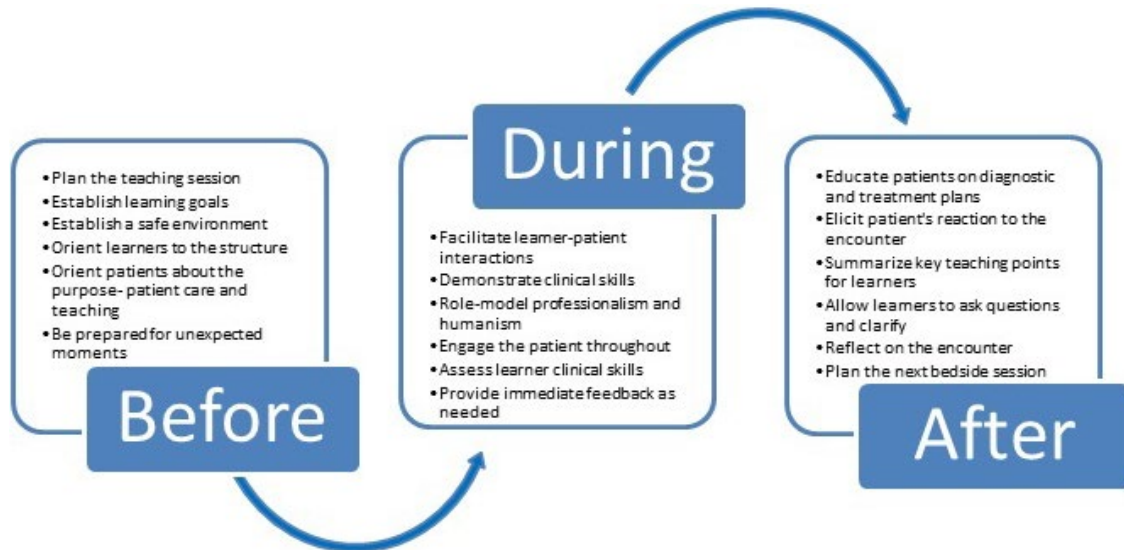 • Plan the teaching session
• Establish learning goals
• Establish a safe environment
• Orient learners to the structure
• Orient patients about the
purpose- patient care and
teaching
• Be prepared for unexpected
moments
Before
During
• Facilitate learner-patient
interactions
• Demonstrate clinical skills
• Role-model professionalism and
humanism
• Engage the patient throughout
• Assess learner clinical skills
• Provide immediate feedback as
needed
• Educate patients on diagnostic
and treatment plans
• Elicit patient's reaction to the
encounter
• Summarize key teaching points
for learners
• Allow learners to ask questions
and clarify
• Reflect on the encounter
• Plan the next bedside session
After